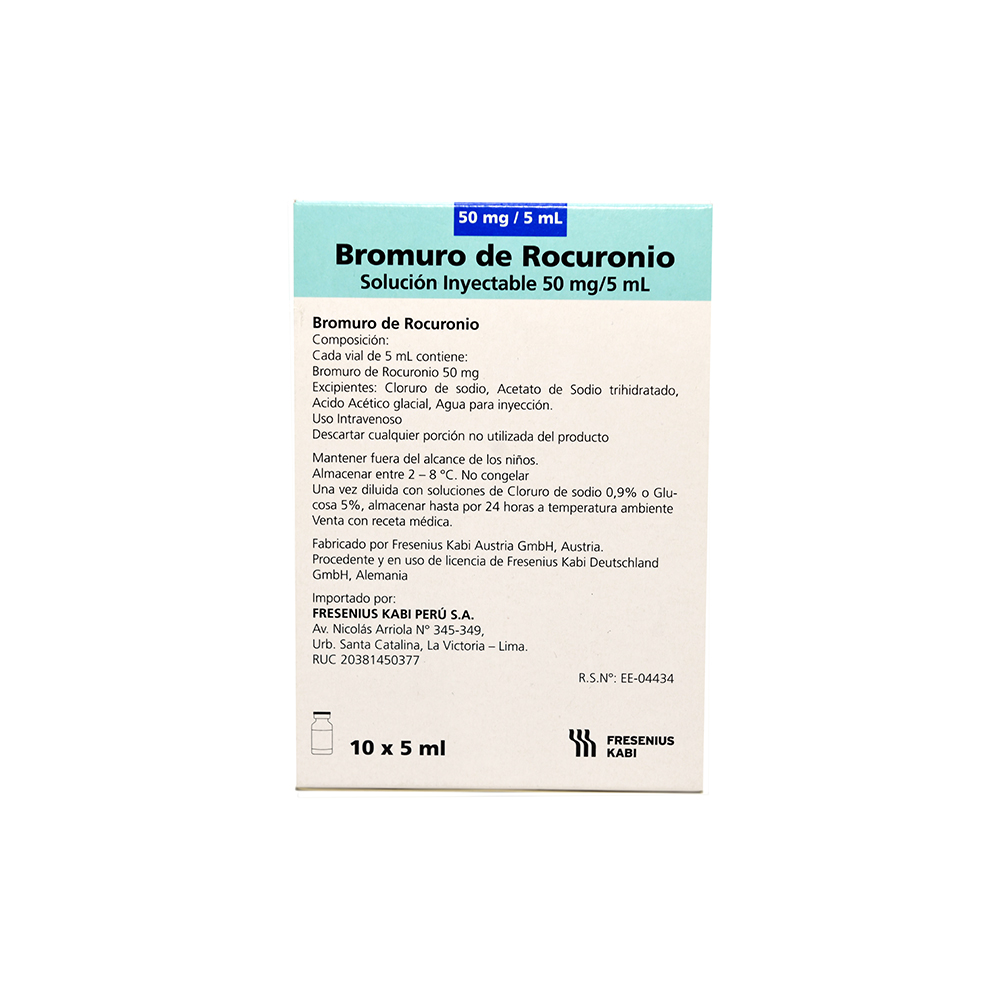 50 mg / 5 mL
Bromuro de Rocuronio
Solución Inyectable 50 mg/5 mL
Bromuro de Rocuronio
Composición:
Cada vial de 5 mL contiene:
Bromuro de Rocuronio 50 mg
Excipientes: Cloruro de sodio, Acetato de Sodio trihidratado,
Acido Acético glacial, Agua para inyección.
Uso Intravenoso
Descartar cualquier porción no utilizada del producto
Mantener fuera del alcance de los niños.
Almacenar entre 2 – 8 °C. No congelar
Una vez diluida con soluciones de Cloruro de sodio 0,9% o Glu-
cosa 5%, almacenar hasta por 24 horas a temperatura ambiente
Venta con receta médica.
Fabricado por Fresenius Kabi Austria GmbH, Austria.
Procedente y en uso de licencia de Fresenius Kabi Deutschland
GmbH, Alemania
Importado por:
FRESENIUS KABI PERÚ S.A.
Av. Nicolás Arriola N° 345-349,
Urb. Santa Catalina, La Victoria – Lima.
RUC 20381450377
R.S.N°: EE-04434
10 x 5 ml
FRESENIUS
KABI